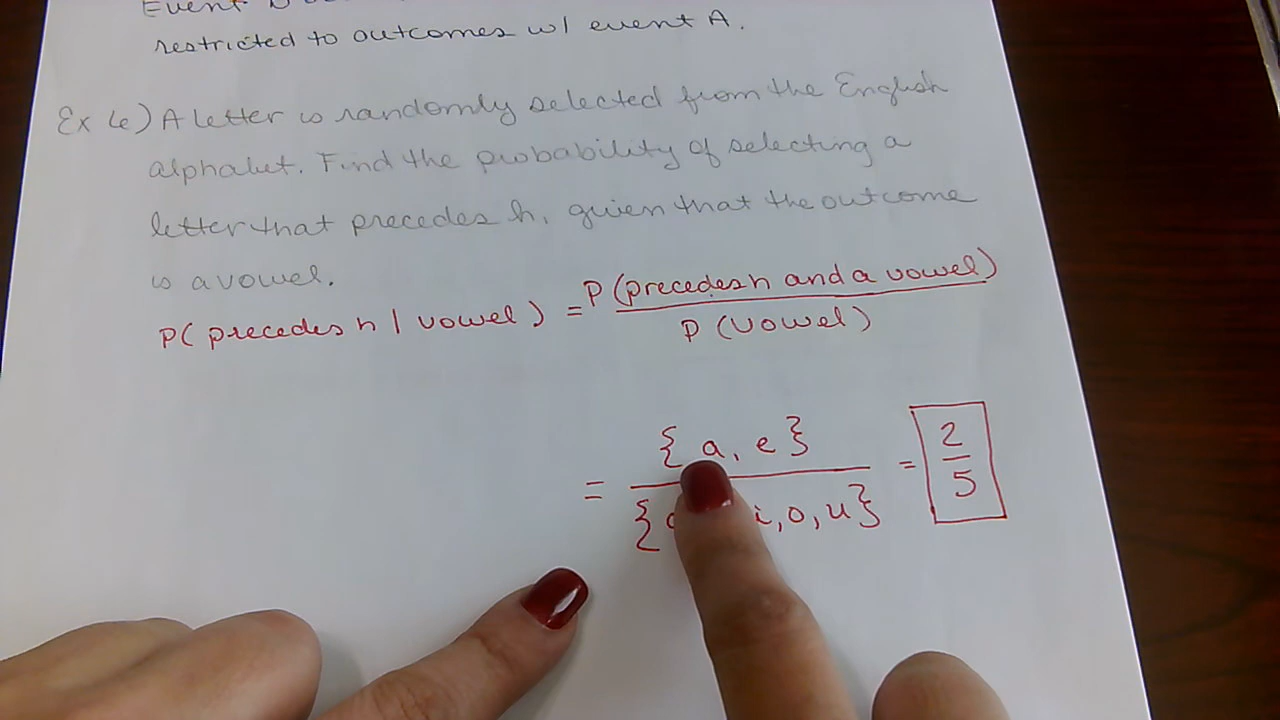 Event
restricted to outcomes w/ event A.
Ex 6) A letter is randomly selected from the English
alphabet. Find the probability of selecting a
letter that precedes h, given that the outcome
is a vowel.
P( precedes h | vowel ) = P (precedes h and a vowel)
P (vowel)
= { a, e } = 2/5
{ i, o, u }